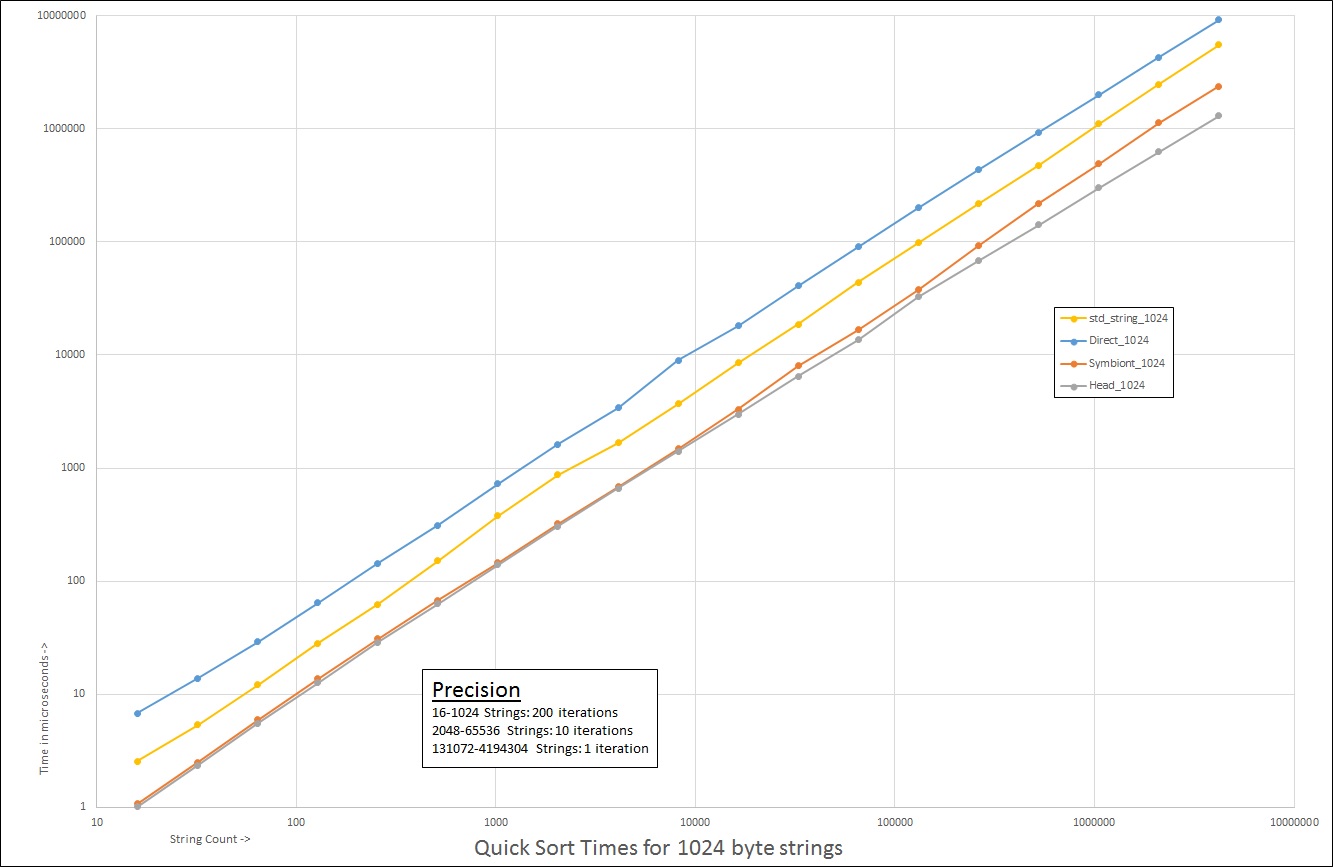 10000000
1000000
100000
10000
1000
100
10
1
Time in microseconds ->
std_string_1024
Direct_1024
Symbiont_1024
Head_1024
Precision
16-1024 Strings: 200 iterations
2048-65536 Strings: 10 iterations
131072-4194304 Strings: 1 iteration
10 100 1000 10000 100000 1000000 10000000
String Count ->
Quick Sort Times for 1024 byte strings